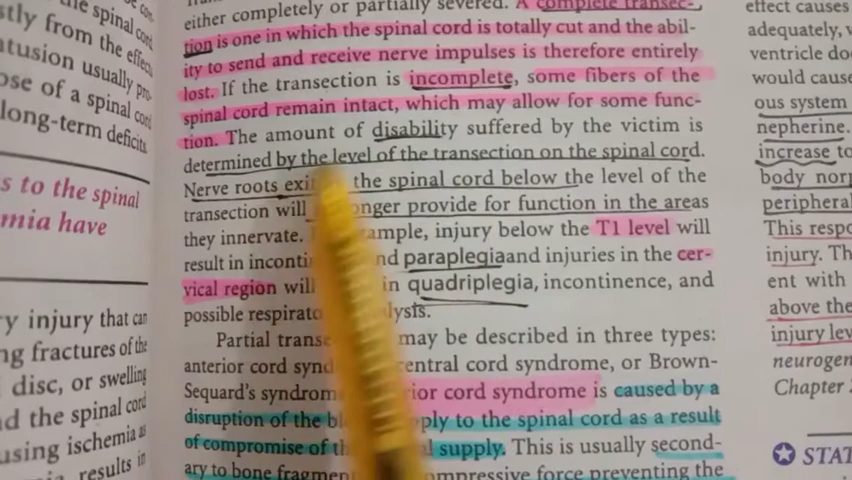 the spinal cord
stly from the effect
ntusion usually pro-
ose of a spinal cord
long-term deficits.
s to the spinal
mia have
ry injury that can
ng fractures of the
disc, or swelling
d the spinal cord
using ischemia as
results in
either completely or partially severed. A complete transec-
tion is one in which the spinal cord is totally cut and the abil-
ity to send and receive nerve impulses is therefore entirely
lost. If the transection is incomplete, some fibers of the
spinal cord remain intact, which may allow for some func-
tion. The amount of disability suffered by the victim is
determined by the level of the transection on the spinal cord.
Nerve roots exi the spinal cord below the level of the
transection will onger provide for function in the areas
they innervate. ample, injury below the T1 level will
result in inconti nd paraplegiaand injuries in the cer-
vical region will in quadriplegia, incontinence, and
possible respirato alysis.
Partial transe may be described in three types:
anterior cord synd central cord syndrome, or Brown-
Sequard's syndrom rior cord syndrome is caused by a
disruption of the bl pply to the spinal cord as a result
of compromise of th l supply. This is usually second-
ary to bone fragmen ompressive force preventing the
effect causes
adequately, v
ventricle do
would cause
ous system
nepherine.
increase to
body nor
peripheral
This respo
injury. Th
ent with
above the
injury lev
neurogen
Chapter 2
STAT